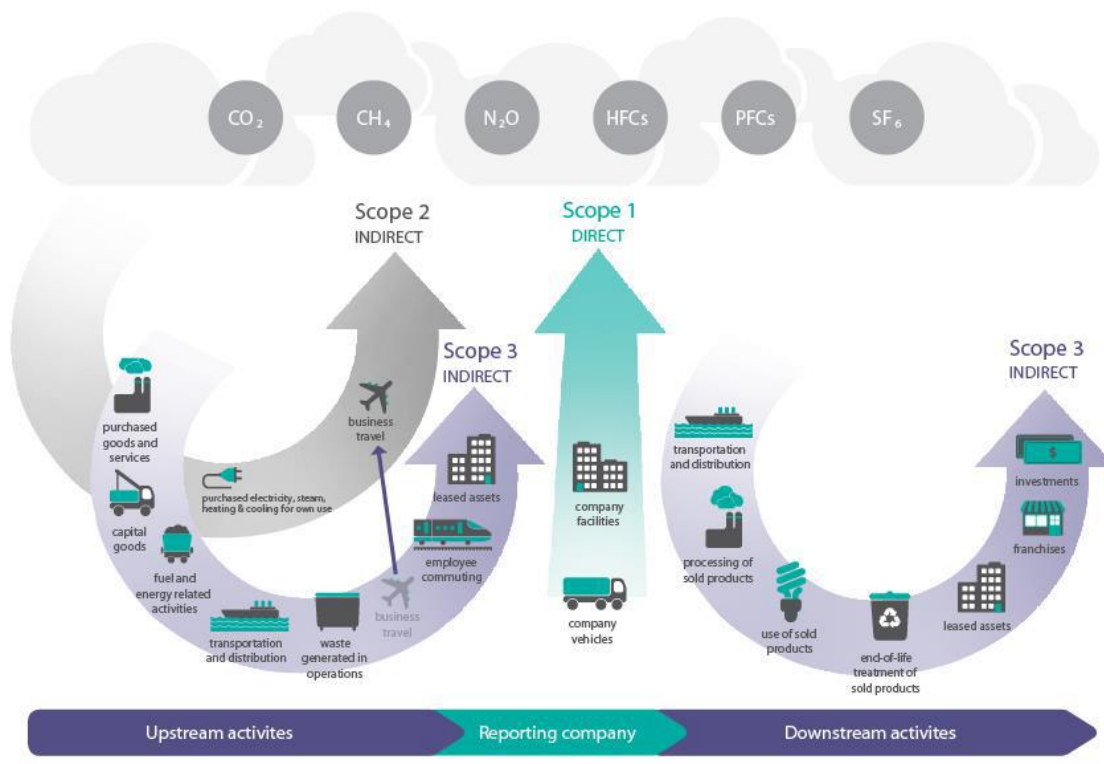 CO₂
CH₄
N₂O
HFCs
PFCs
SF₆
Scope 2
INDIRECT
Scope 1
DIRECT
Scope 3
INDIRECT
Scope 3
INDIRECT
purchased
goods and
services
capital
goods
fuel and
energy related
activities
purchased electricity, steam,
heating & cooling for own use
transportation
and distribution
waste
generated in
operations
business
travel
business
travel
employee
commuting
leased assets
company
facilities
company
vehicles
transportation
and distribution
processing of
sold products
use of sold
products
end-of-life
treatment of
sold products
leased assets
franchises
investments
$
Upstream activites
Reporting company
Downstream activites